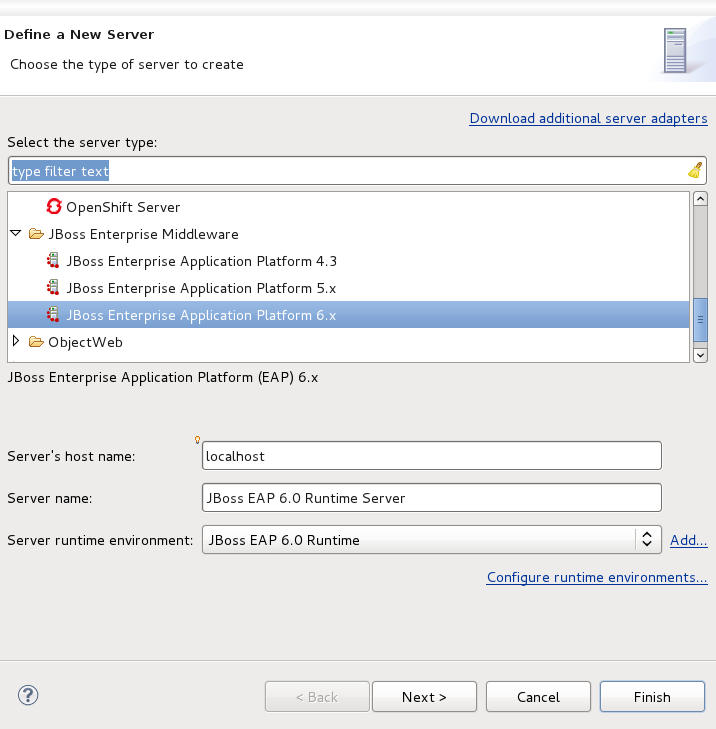 Define a New Server
Choose the type of server to create
Download additional server adapters
Select the server type:
type filter text
OpenShift Server
JBoss Enterprise Middleware
JBoss Enterprise Application Platform 4.3
JBoss Enterprise Application Platform 5.x
JBoss Enterprise Application Platform 6.x
ObjectWeb
JBoss Enterprise Application Platform (EAP) 6.x
Server's host name: localhost
Server name: JBoss EAP 6.0 Runtime Server
Server runtime environment: JBoss EAP 6.0 Runtime Add...
Configure runtime environments...
? < Back Next > Cancel Finish